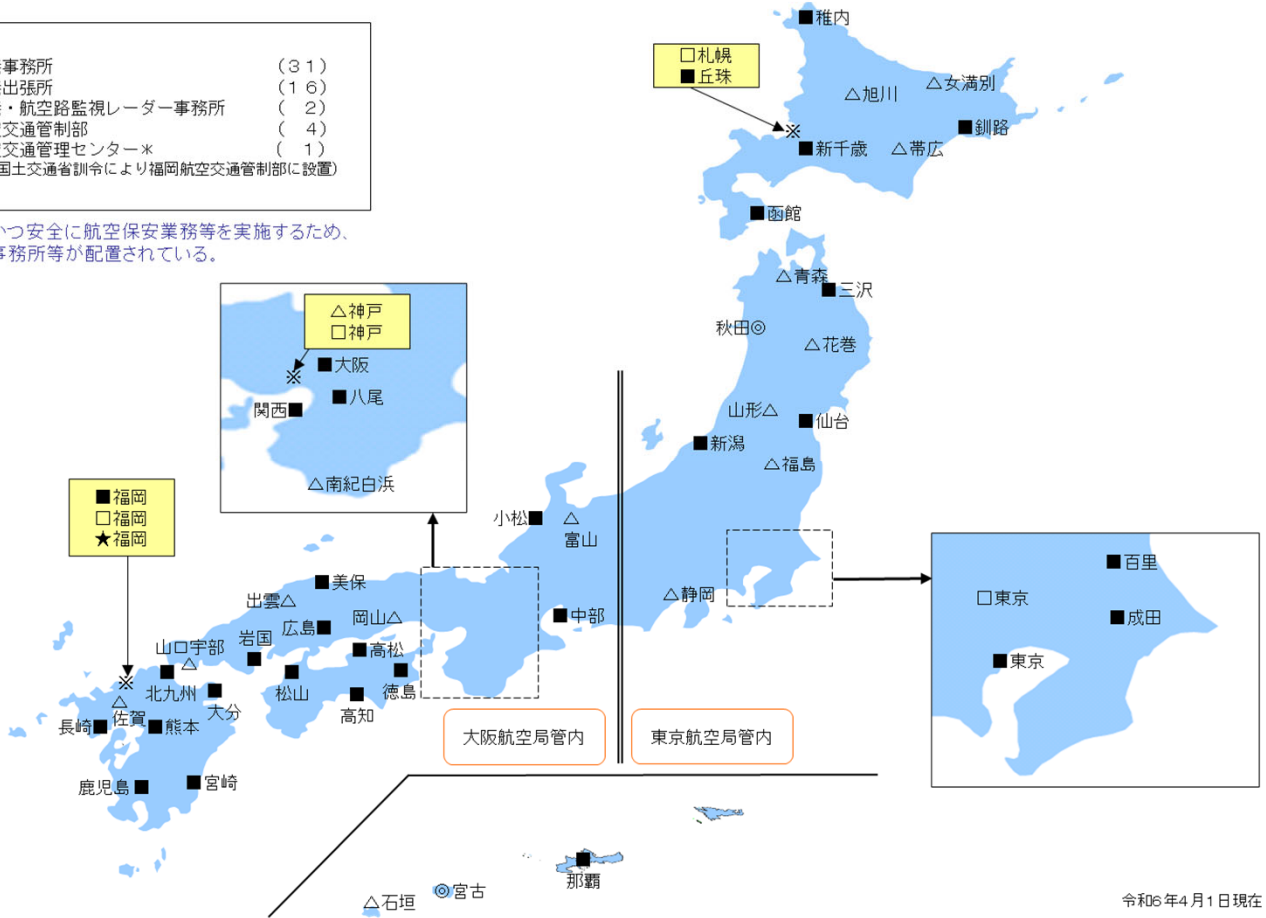 事務所 (31)
出張所 (16)
・航空路監視レーダー事務所 ( 2)
交通管制部 ( 4)
交通管理センター* ( 1)
国土交通省訓令により福岡航空交通管制部に設置)
かつ安全に航空保安業務等を実施するため、
事務所等が配置されている。
■稚内
□札幌
■丘珠
△旭川
△女満別
■釧路
※
■新千歳
△帯広
■函館
△青森
■三沢
秋田◎
△花巻
山形△
■仙台
■新潟
△福島
△神戸
□神戸
※
■大阪
■八尾
関西■
△南紀白浜
■福岡
□福岡
★福岡
小松■
△
富山
■百里
□東京
■成田
■東京
■美保
出雲△
岡山△
広島■
△静岡
■中部
岩国
■
山口宇部
△
■高松
※
■
北九州
■
大分
■
松山
■
高知
■
徳島
△
佐賀
長崎■
■熊本
鹿児島■
■宮崎
大阪航空局管内
東京航空局管内
■
那覇
◎宮古
△石垣
令和6年4月1日現在